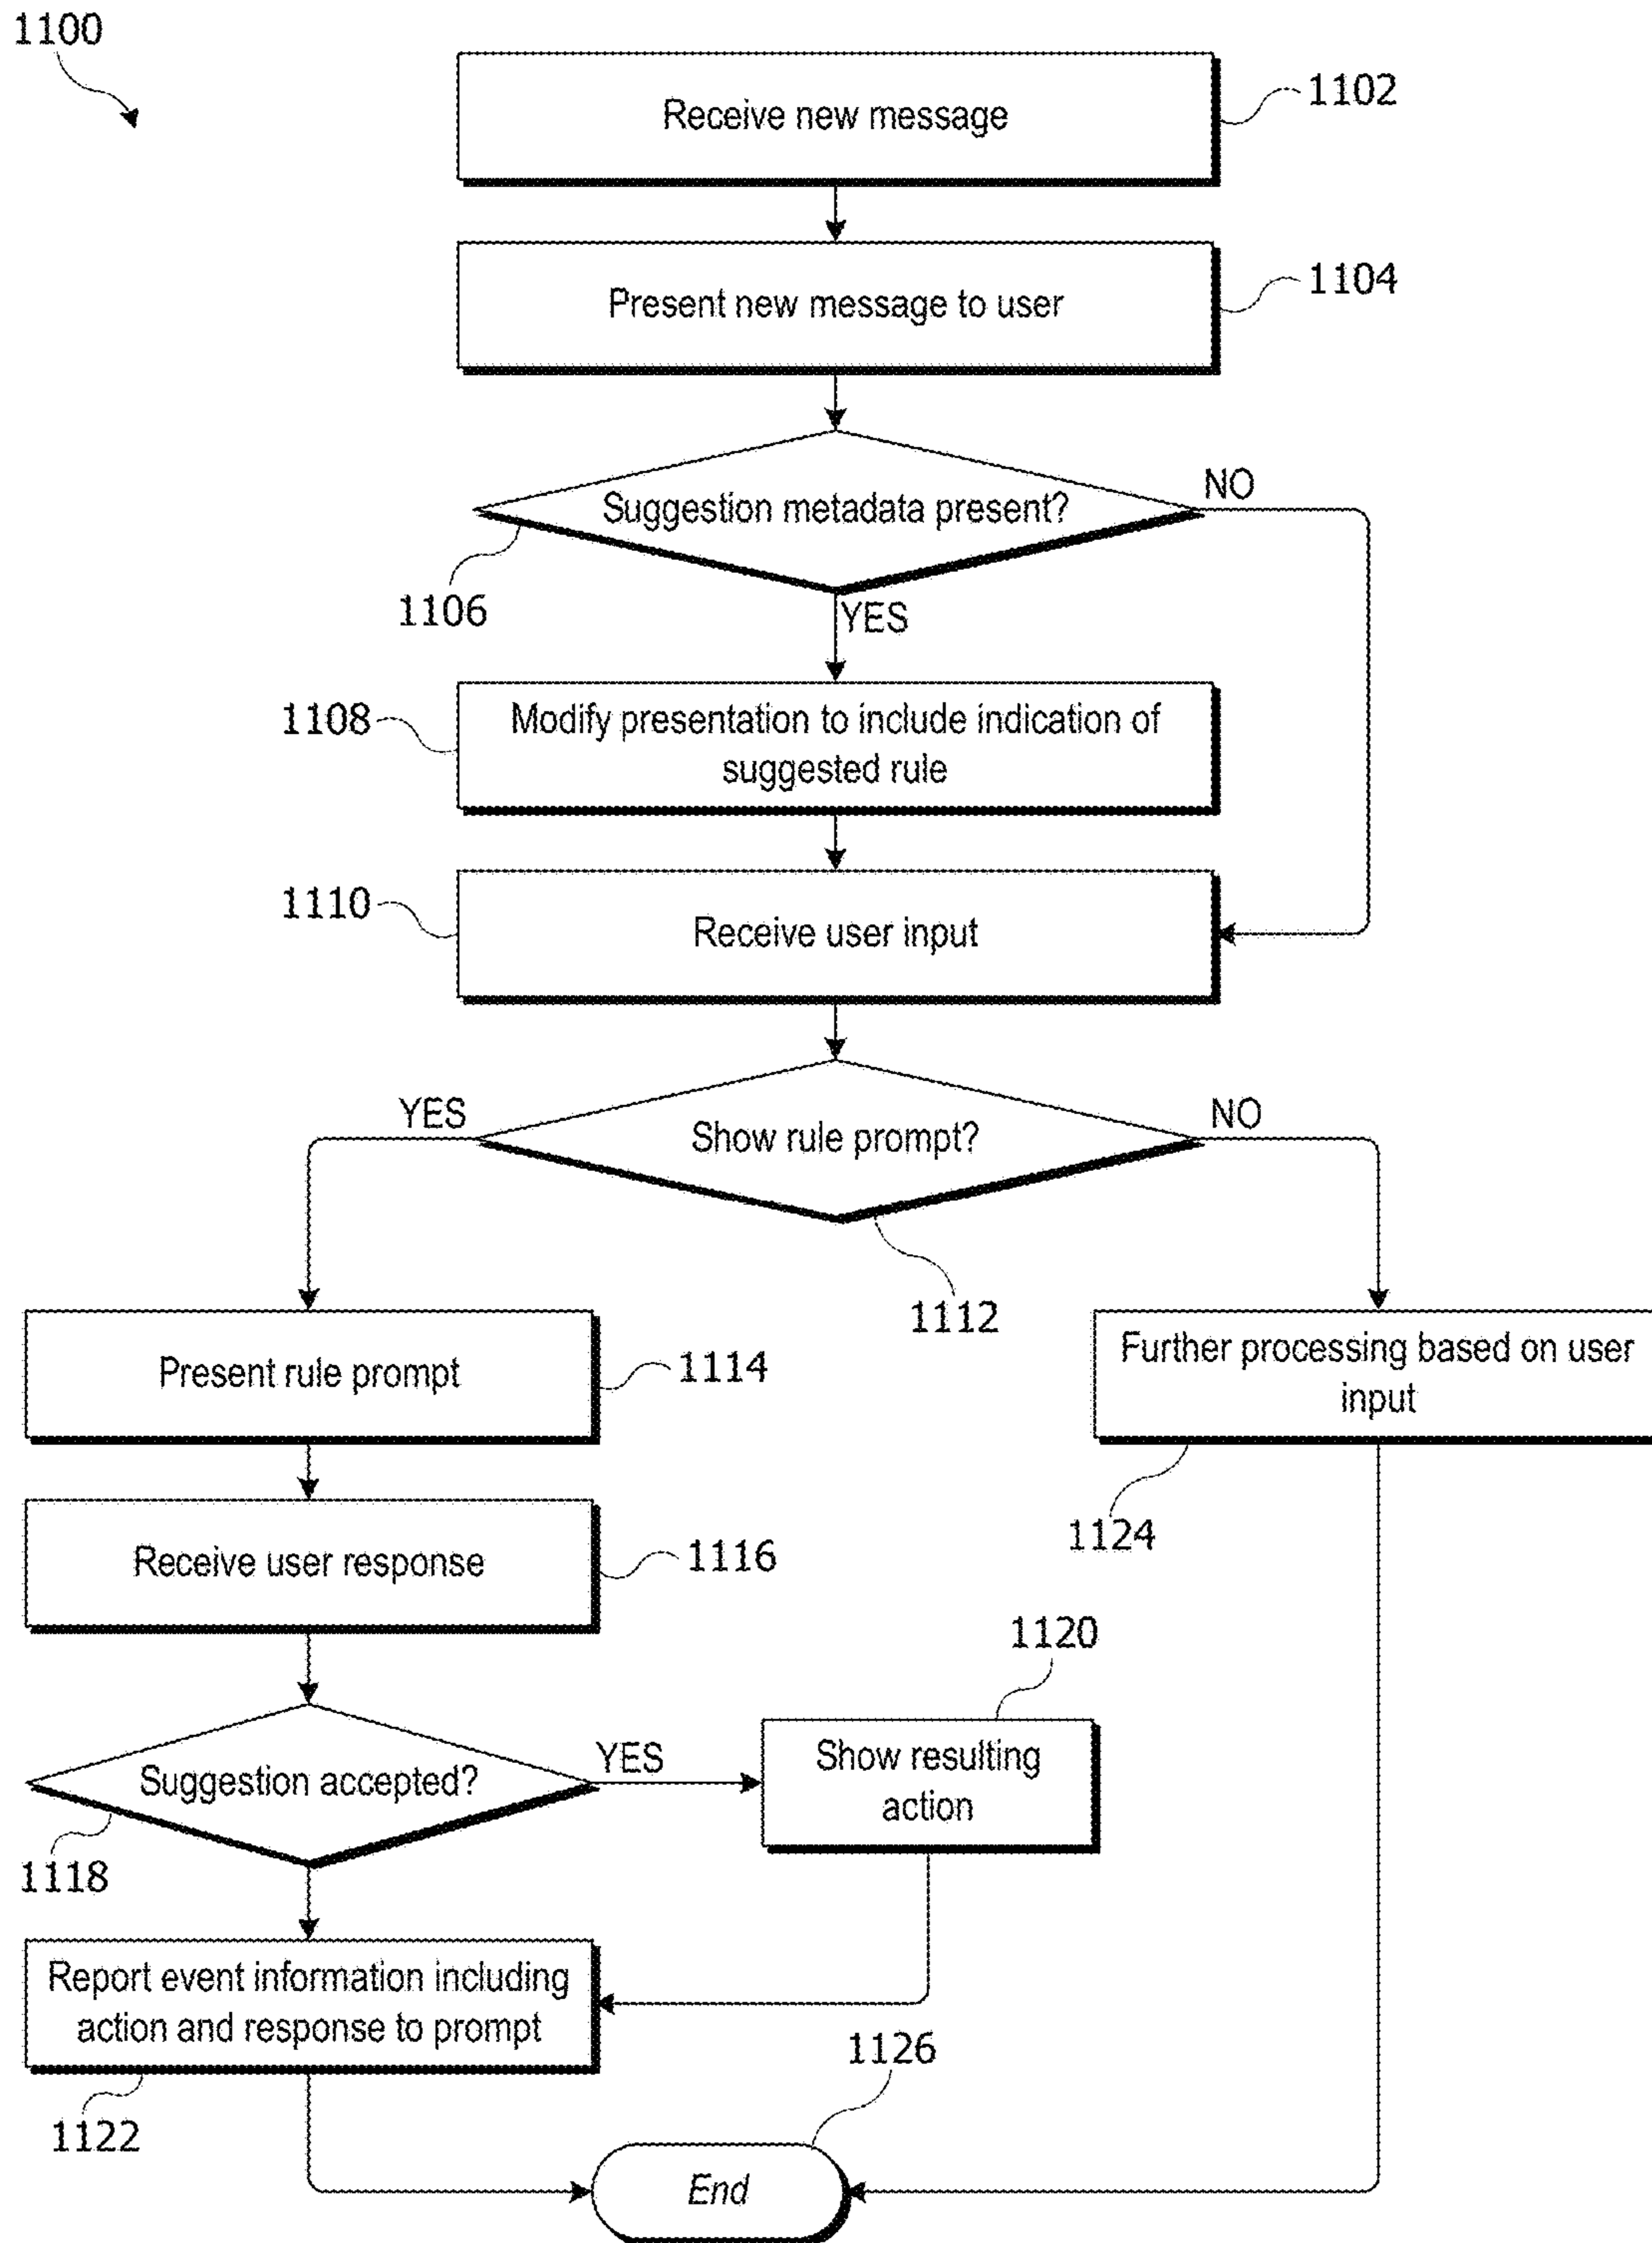 1100
Receive new message
1102
Present new message to user
1104
Suggestion metadata present?
NO
1106
YES
1108
Modify presentation to include indication of
suggested rule
1110
Receive user input
YES
Show rule prompt?
NO
1112
Present rule prompt
1114
Further processing based on user
input
1124
Receive user response
1116
1120
Suggestion accepted?
YES
Show resulting
action
1118
Report event information including
action and response to prompt
1122
1126
End